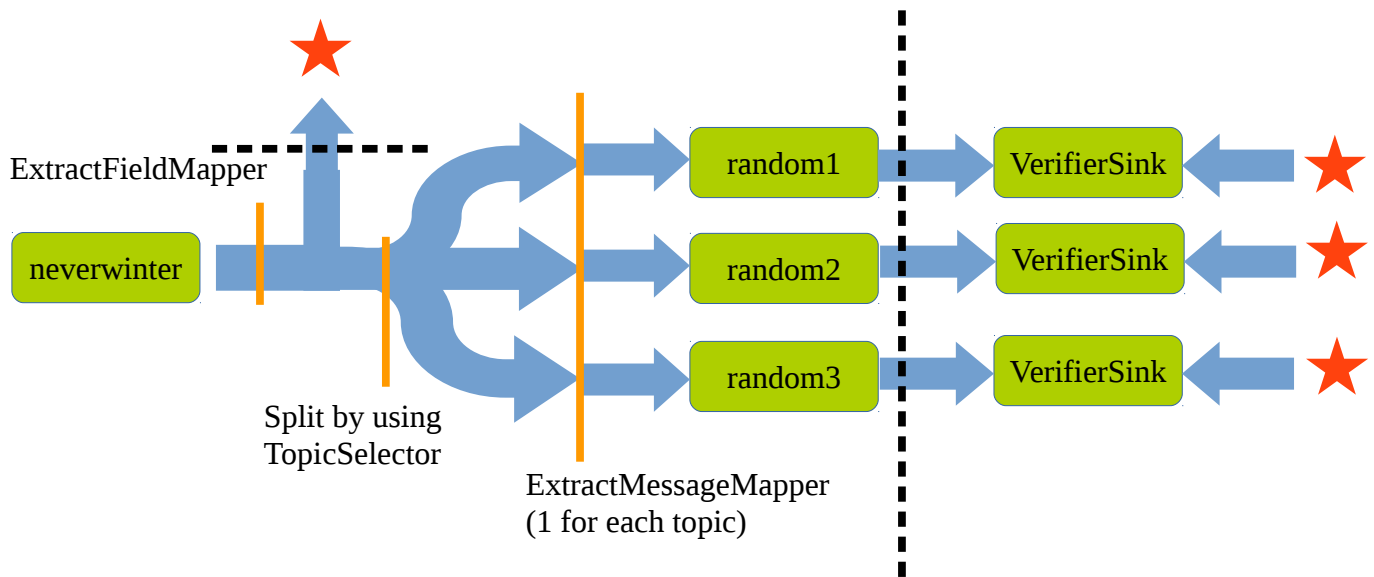 ExtractFieldMapper
neverwinter
Split by using
TopicSelector
ExtractMessageMapper
(1 for each topic)
random1
random2
random3
VerifierSink
VerifierSink
VerifierSink